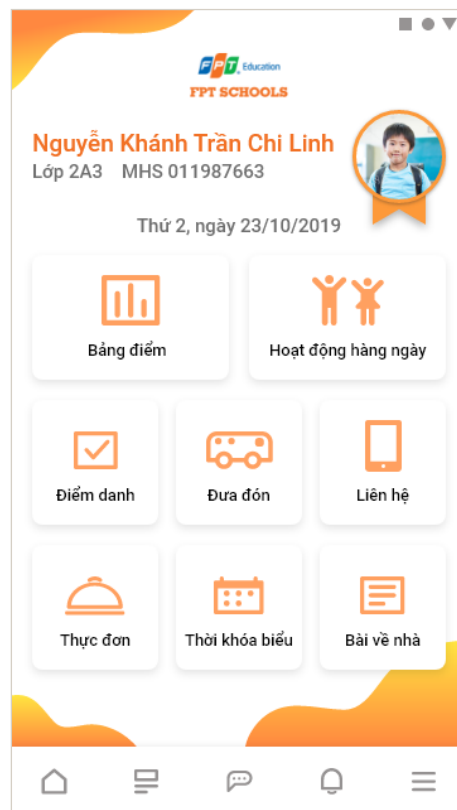 FPT Education
FPT SCHOOLS
Nguyễn Khánh Trần Chi Linh
Lớp 2A3 MHS 011987663
Thứ 2, ngày 23/10/2019
Bảng điểm
Hoạt động hàng ngày
Điểm danh
Đưa đón
Liên hệ
Thực đơn
Thời khóa biểu
Bài về nhà